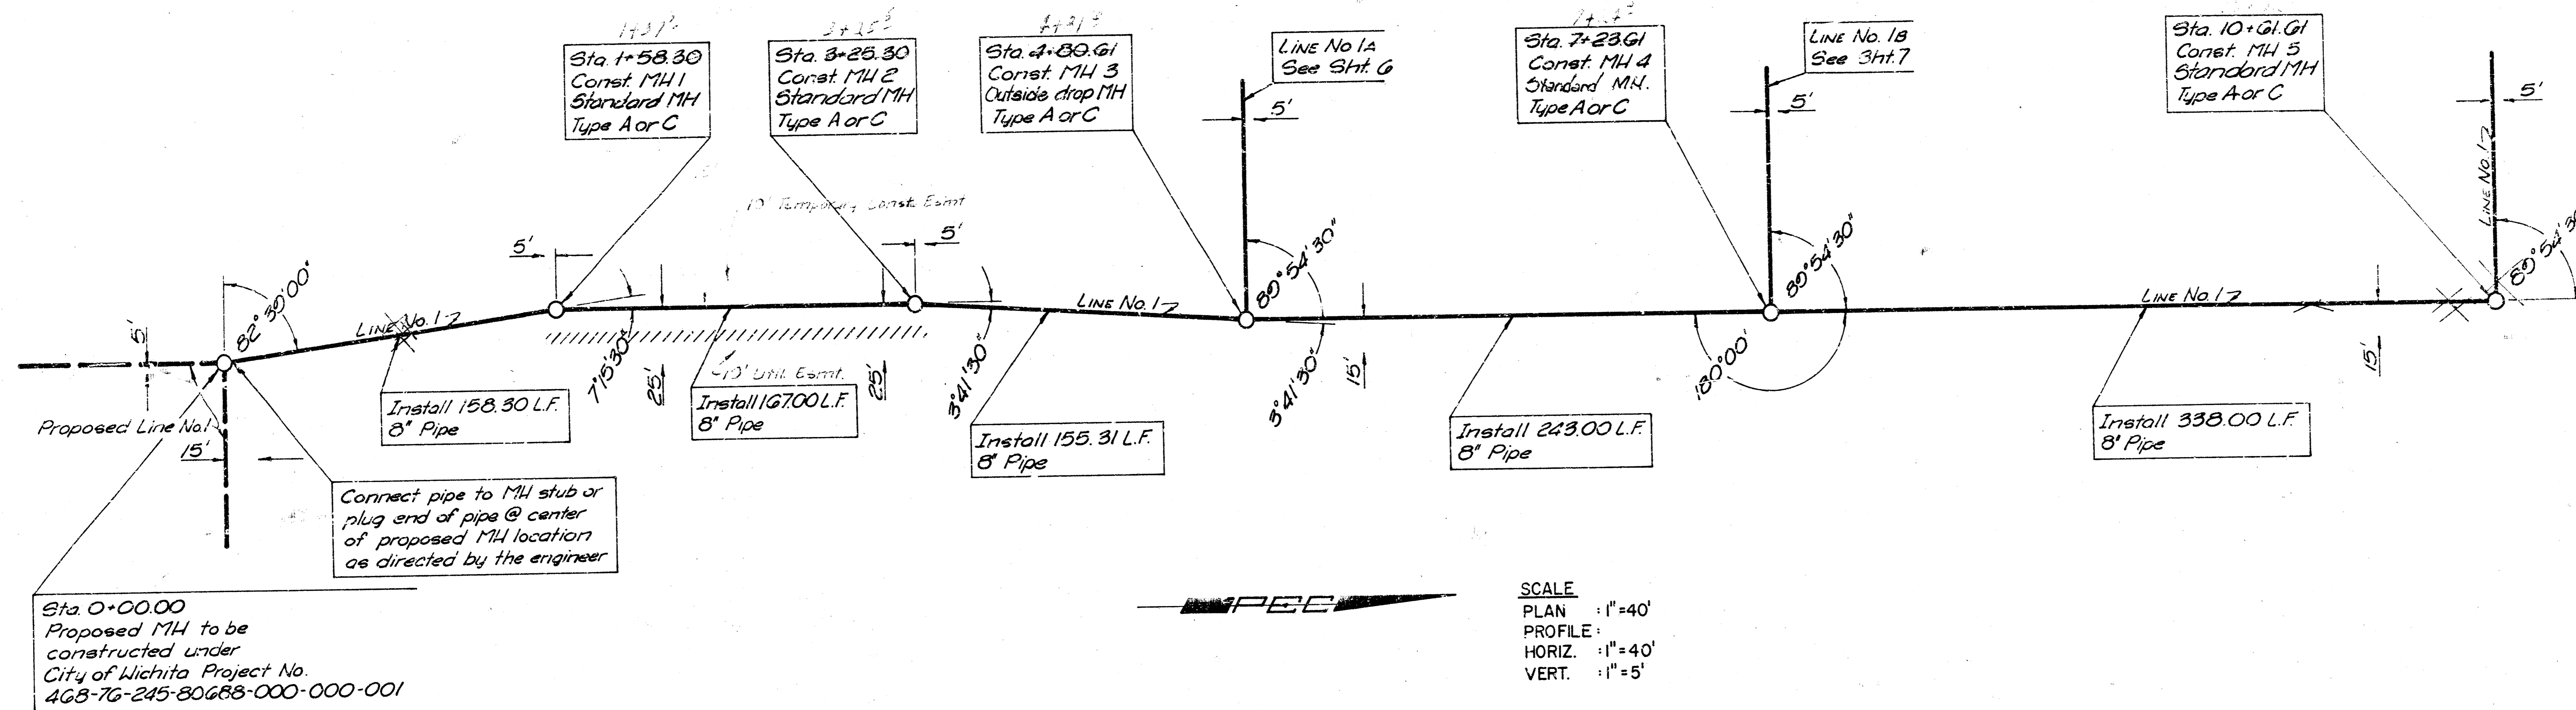 Sta. 1+58.30
Const. MH 1
Standard MH
Type A or C
Sta. 3+25.30
Const. MH 2
Standard MH
Type A or C
Sta. 4+80.61
Const. MH 3
Outside drop MH
Type A or C
LINE No. 1A
See Sht. 6
5'
Sta. 7+23.61
Const. MH 4
Standard M.H.
Type A or C
LINE No. 1B
See Sht. 7
5'
Sta. 10+61.61
Const. MH 5
Standard MH
Type A or C
5'
LINE No. 1
10' Temporary Const. Esmt
5'
5'
82°39'00"
LINE No. 1
LINE No. 1
89°54'30"
89°54'30"
LINE No. 1
5'
7°15'30"
25'
10' Util. Esmt.
25'
3°41'30"
3°41'30"
15'
180°00'
15'
Proposed Line No. 1
15'
Install 158.30 L.F.
8" Pipe
Install 167.00 L.F.
8" Pipe
Install 155.31 L.F.
8" Pipe
Install 243.00 L.F.
8" Pipe
Install 338.00 L.F.
8" Pipe
Connect pipe to MH stub or
plug end of pipe @ center
of proposed MH location
as directed by the engineer
Sta. 0+00.00
Proposed MH to be
constructed under
City of Wichita Project No.
468-76-245-80688-000-000-001
PEC
SCALE
PLAN : 1"=40'
PROFILE :
HORIZ. : 1"=40'
VERT. : 1"=5'